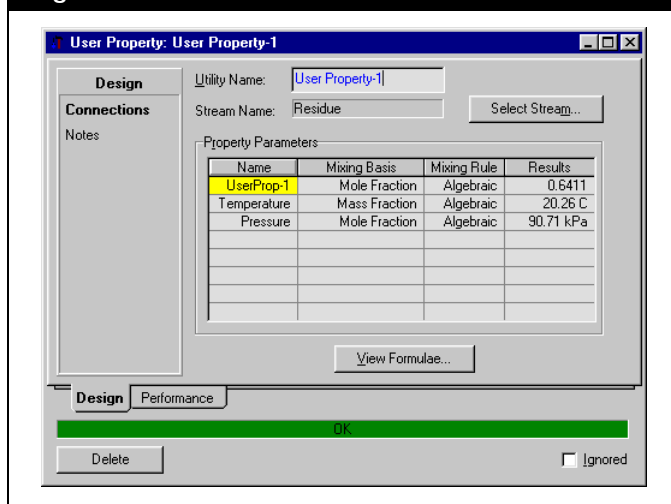 User Property: User Property-1
Design
Connections
Notes
Utility Name: User Property-1
Stream Name: Residue Select Stream...
Property Parameters
Name Mixing Basis Mixing Rule Results
UserProp-1 Mole Fraction Algebraic 0.6411
Temperature Mass Fraction Algebraic 20.26 C
Pressure Mole Fraction Algebraic 90.71 kPa
View Formulae...
Design Performance
OK
Delete Ignored